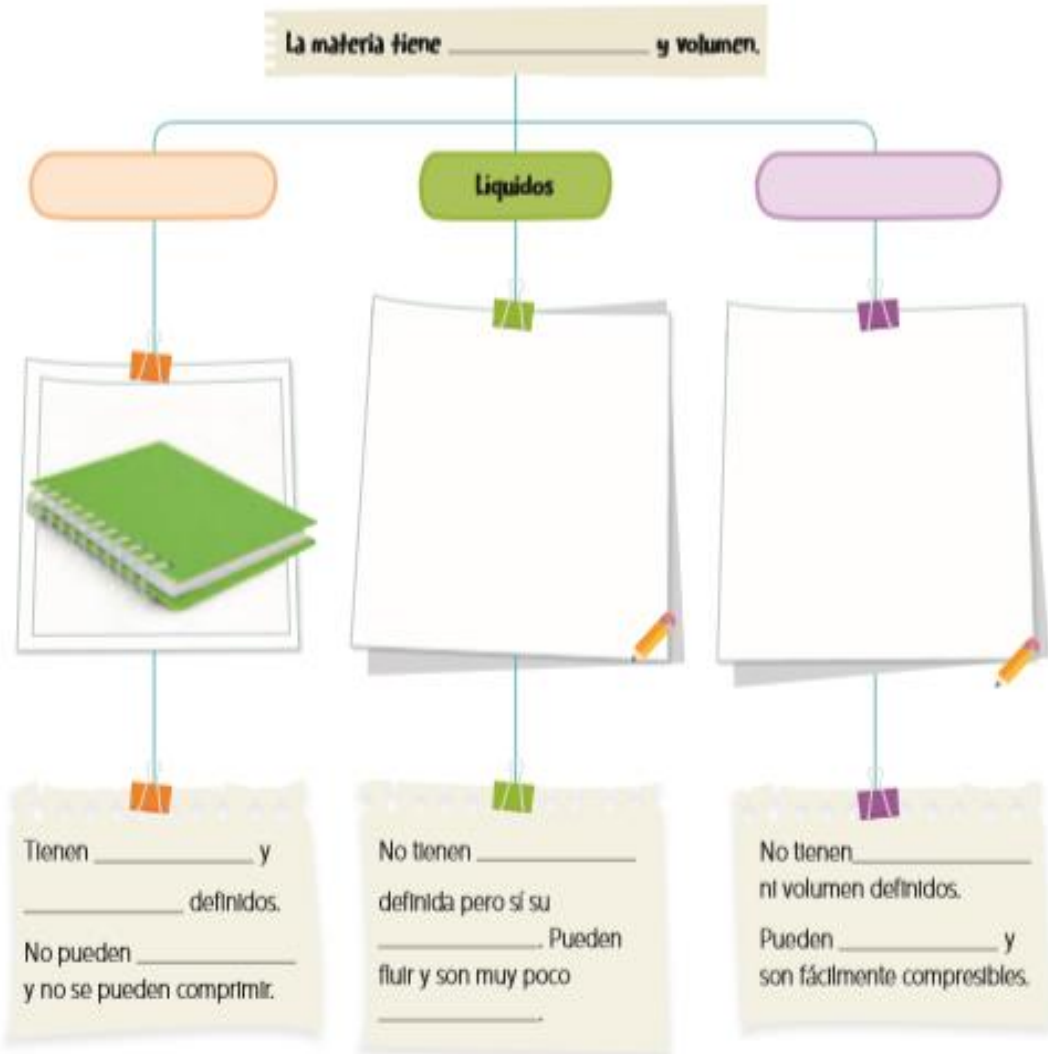 La materia tiene ____________ y volumen.
Líquidos
Tienen ____________ y
____________ definidos.
No pueden ____________
y no se pueden comprimir.
No tienen ____________
definida pero sí su
____________. Pueden
fluir y son muy poco
____________.
No tienen____________
ni volumen definidos.
Pueden ____________ y
son fácilmente compresibles.